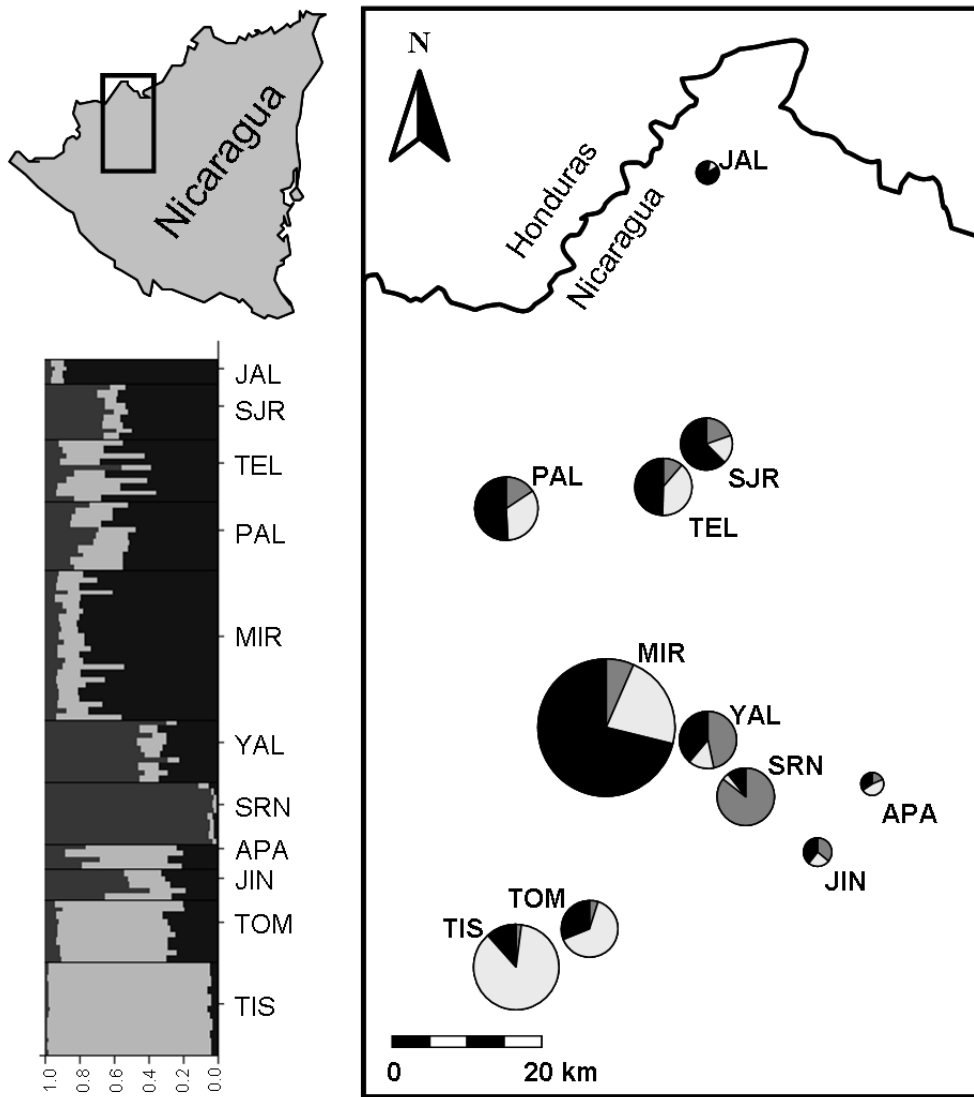 Nicaragua
JAL
SJR
TEL
PAL
MIR
YAL
SRN
APA
JIN
TOM
TIS
1.0
0.8
0.6
0.4
0.2
0.0
N
Honduras
Nicaragua
JAL
PAL
SJR
TEL
MIR
YAL
SRN
APA
JIN
TOM
TIS
0 20 km